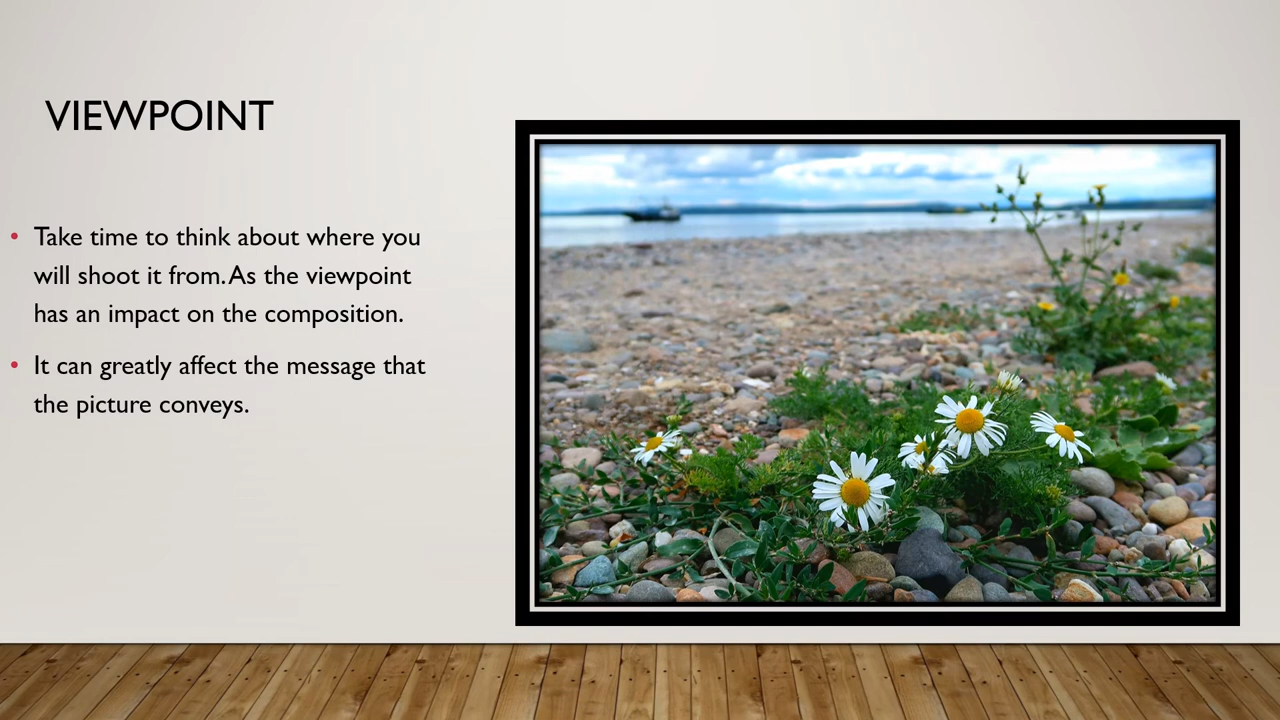 VIEWPOINT
• Take time to think about where you
will shoot it from. As the viewpoint
has an impact on the composition.
• It can greatly affect the message that
the picture conveys.